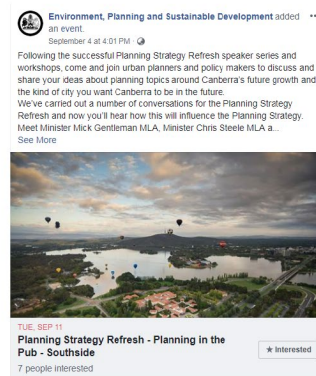 Environment, Planning and Sustainable Development added
an event.
September 4 at 4:01 PM ·
Following the successful Planning Strategy Refresh speaker series and
workshops, come and join urban planners and policy makers to discuss and
share your ideas about planning topics around Canberra's future growth and
the kind of city you want Canberra to be in the future.
We've carried out a number of conversations for the Planning Strategy
Refresh and now you'll hear how this will influence the Planning Strategy.
Meet Minister Mick Gentleman MLA, Minister Chris Steele MLA a...
See More
TUE, SEP 11
Planning Strategy Refresh - Planning in the
Pub - Southside
★ Interested
7 people interested